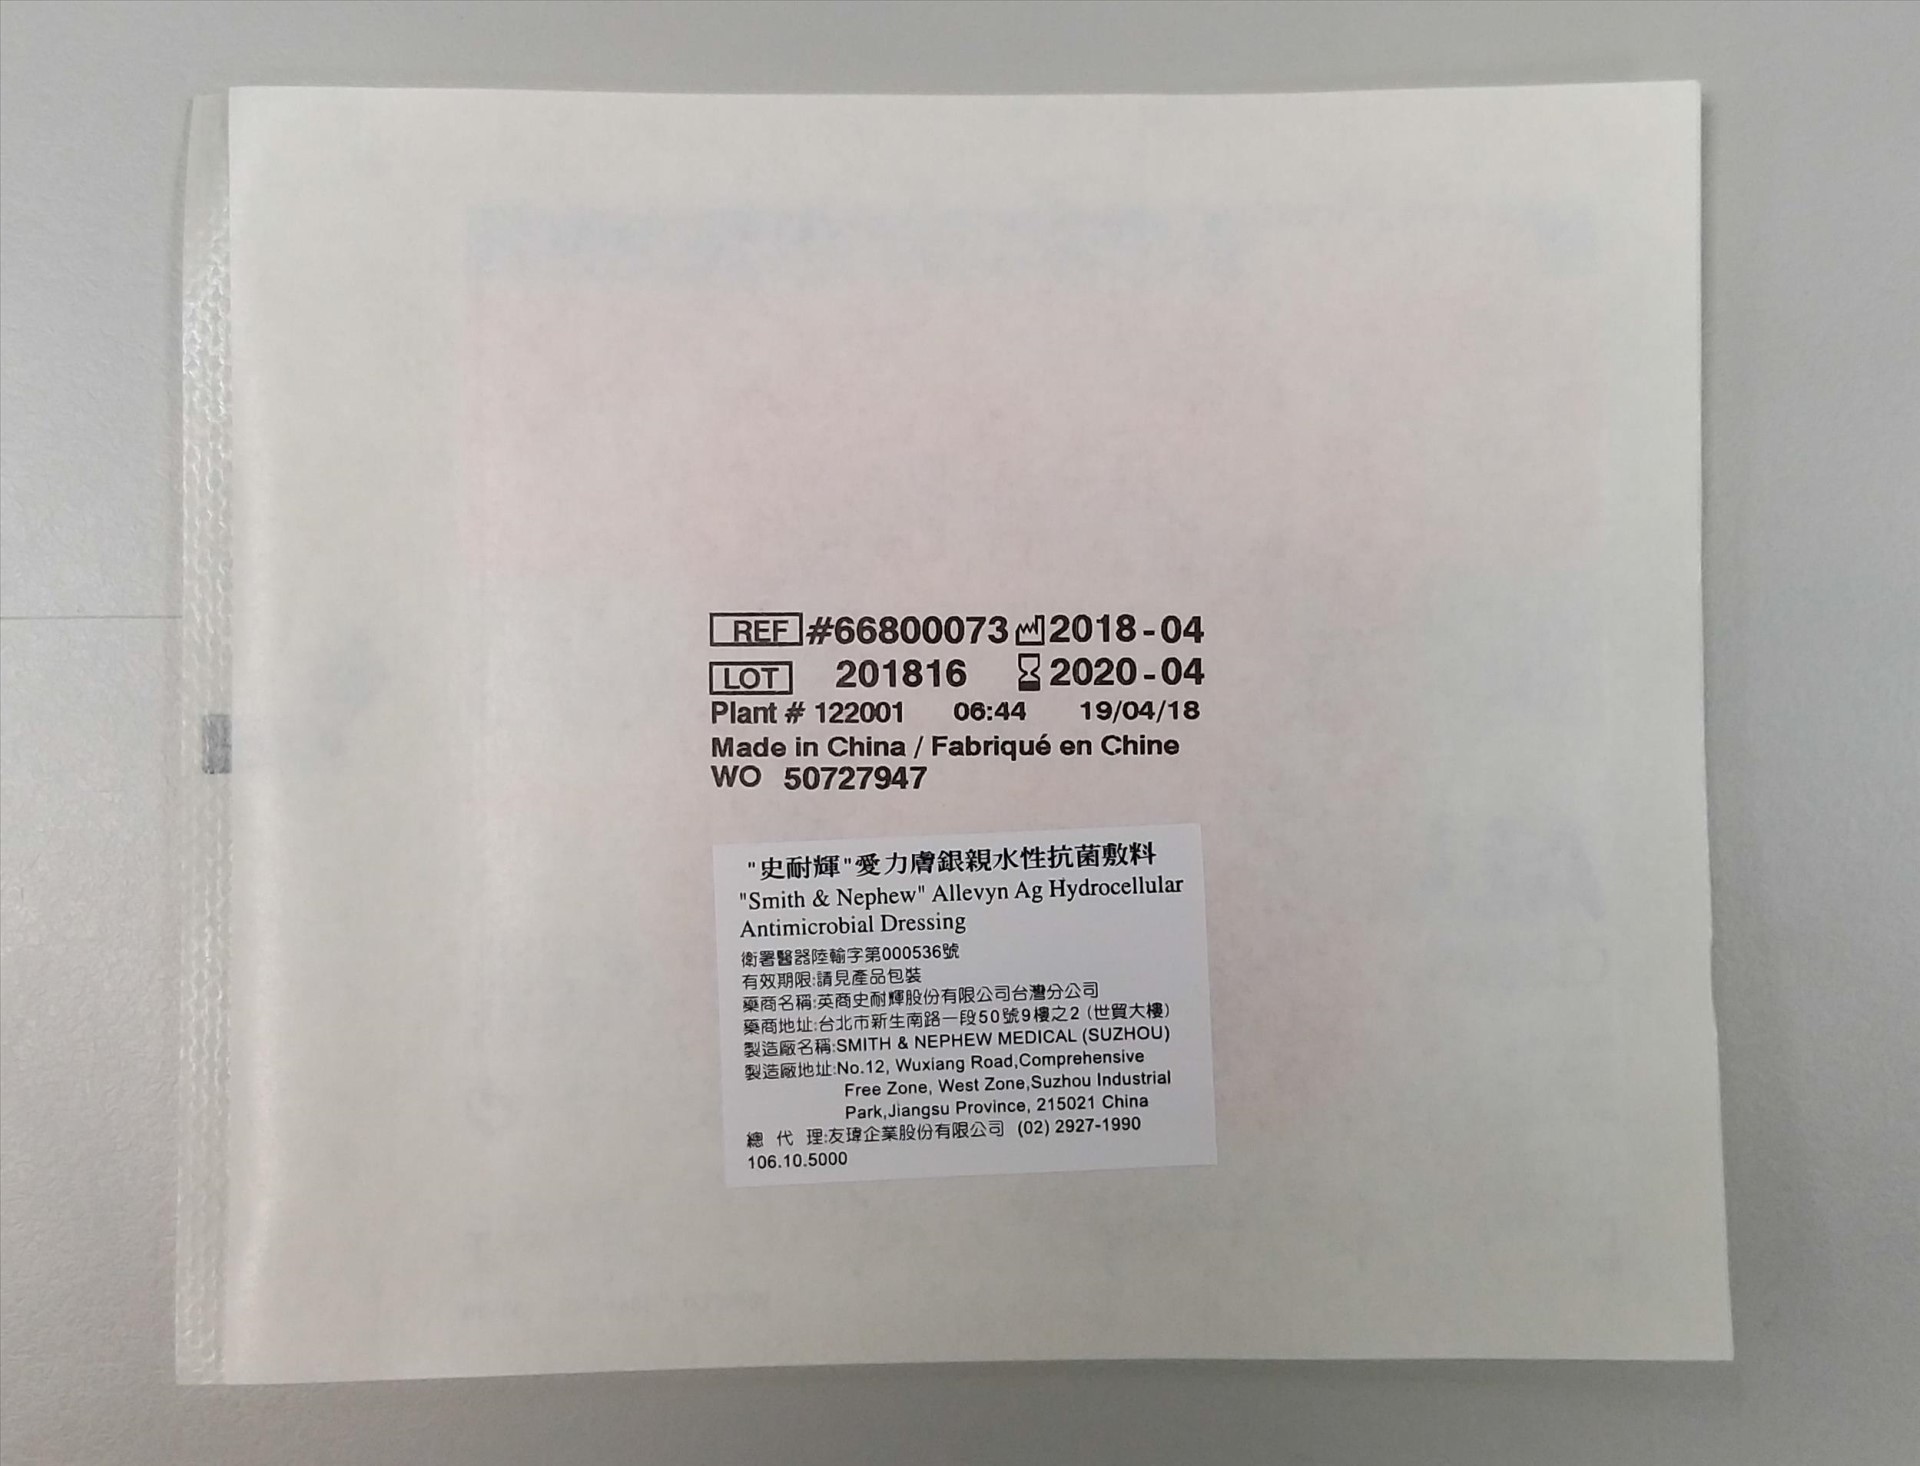 REF #66800073 2018-04
LOT 201816 2020-04
Plant # 122001 06:44 19/04/18
Made in China / Fabriqué en Chine
WO 50727947
"史耐輝"愛力膚銀親水性抗菌敷料
"Smith & Nephew" Allevyn Ag Hydrocellular
Antimicrobial Dressing
衛署醫器陸輸字第000536號
有效期限:請見產品包裝
藥商名稱:英商史耐輝股份有限公司台灣分公司
藥商地址:台北市新生南路一段50號9樓之2 (世貿大樓)
製造廠名稱:SMITH & NEPHEW MEDICAL (SUZHOU)
製造廠地址:No.12, Wuxiang Road,Comprehensive
Free Zone, West Zone,Suzhou Industrial
Park,Jiangsu Province, 215021 China
總 代 理:友瑋企業股份有限公司 (02) 2927-1990
106.10.5000